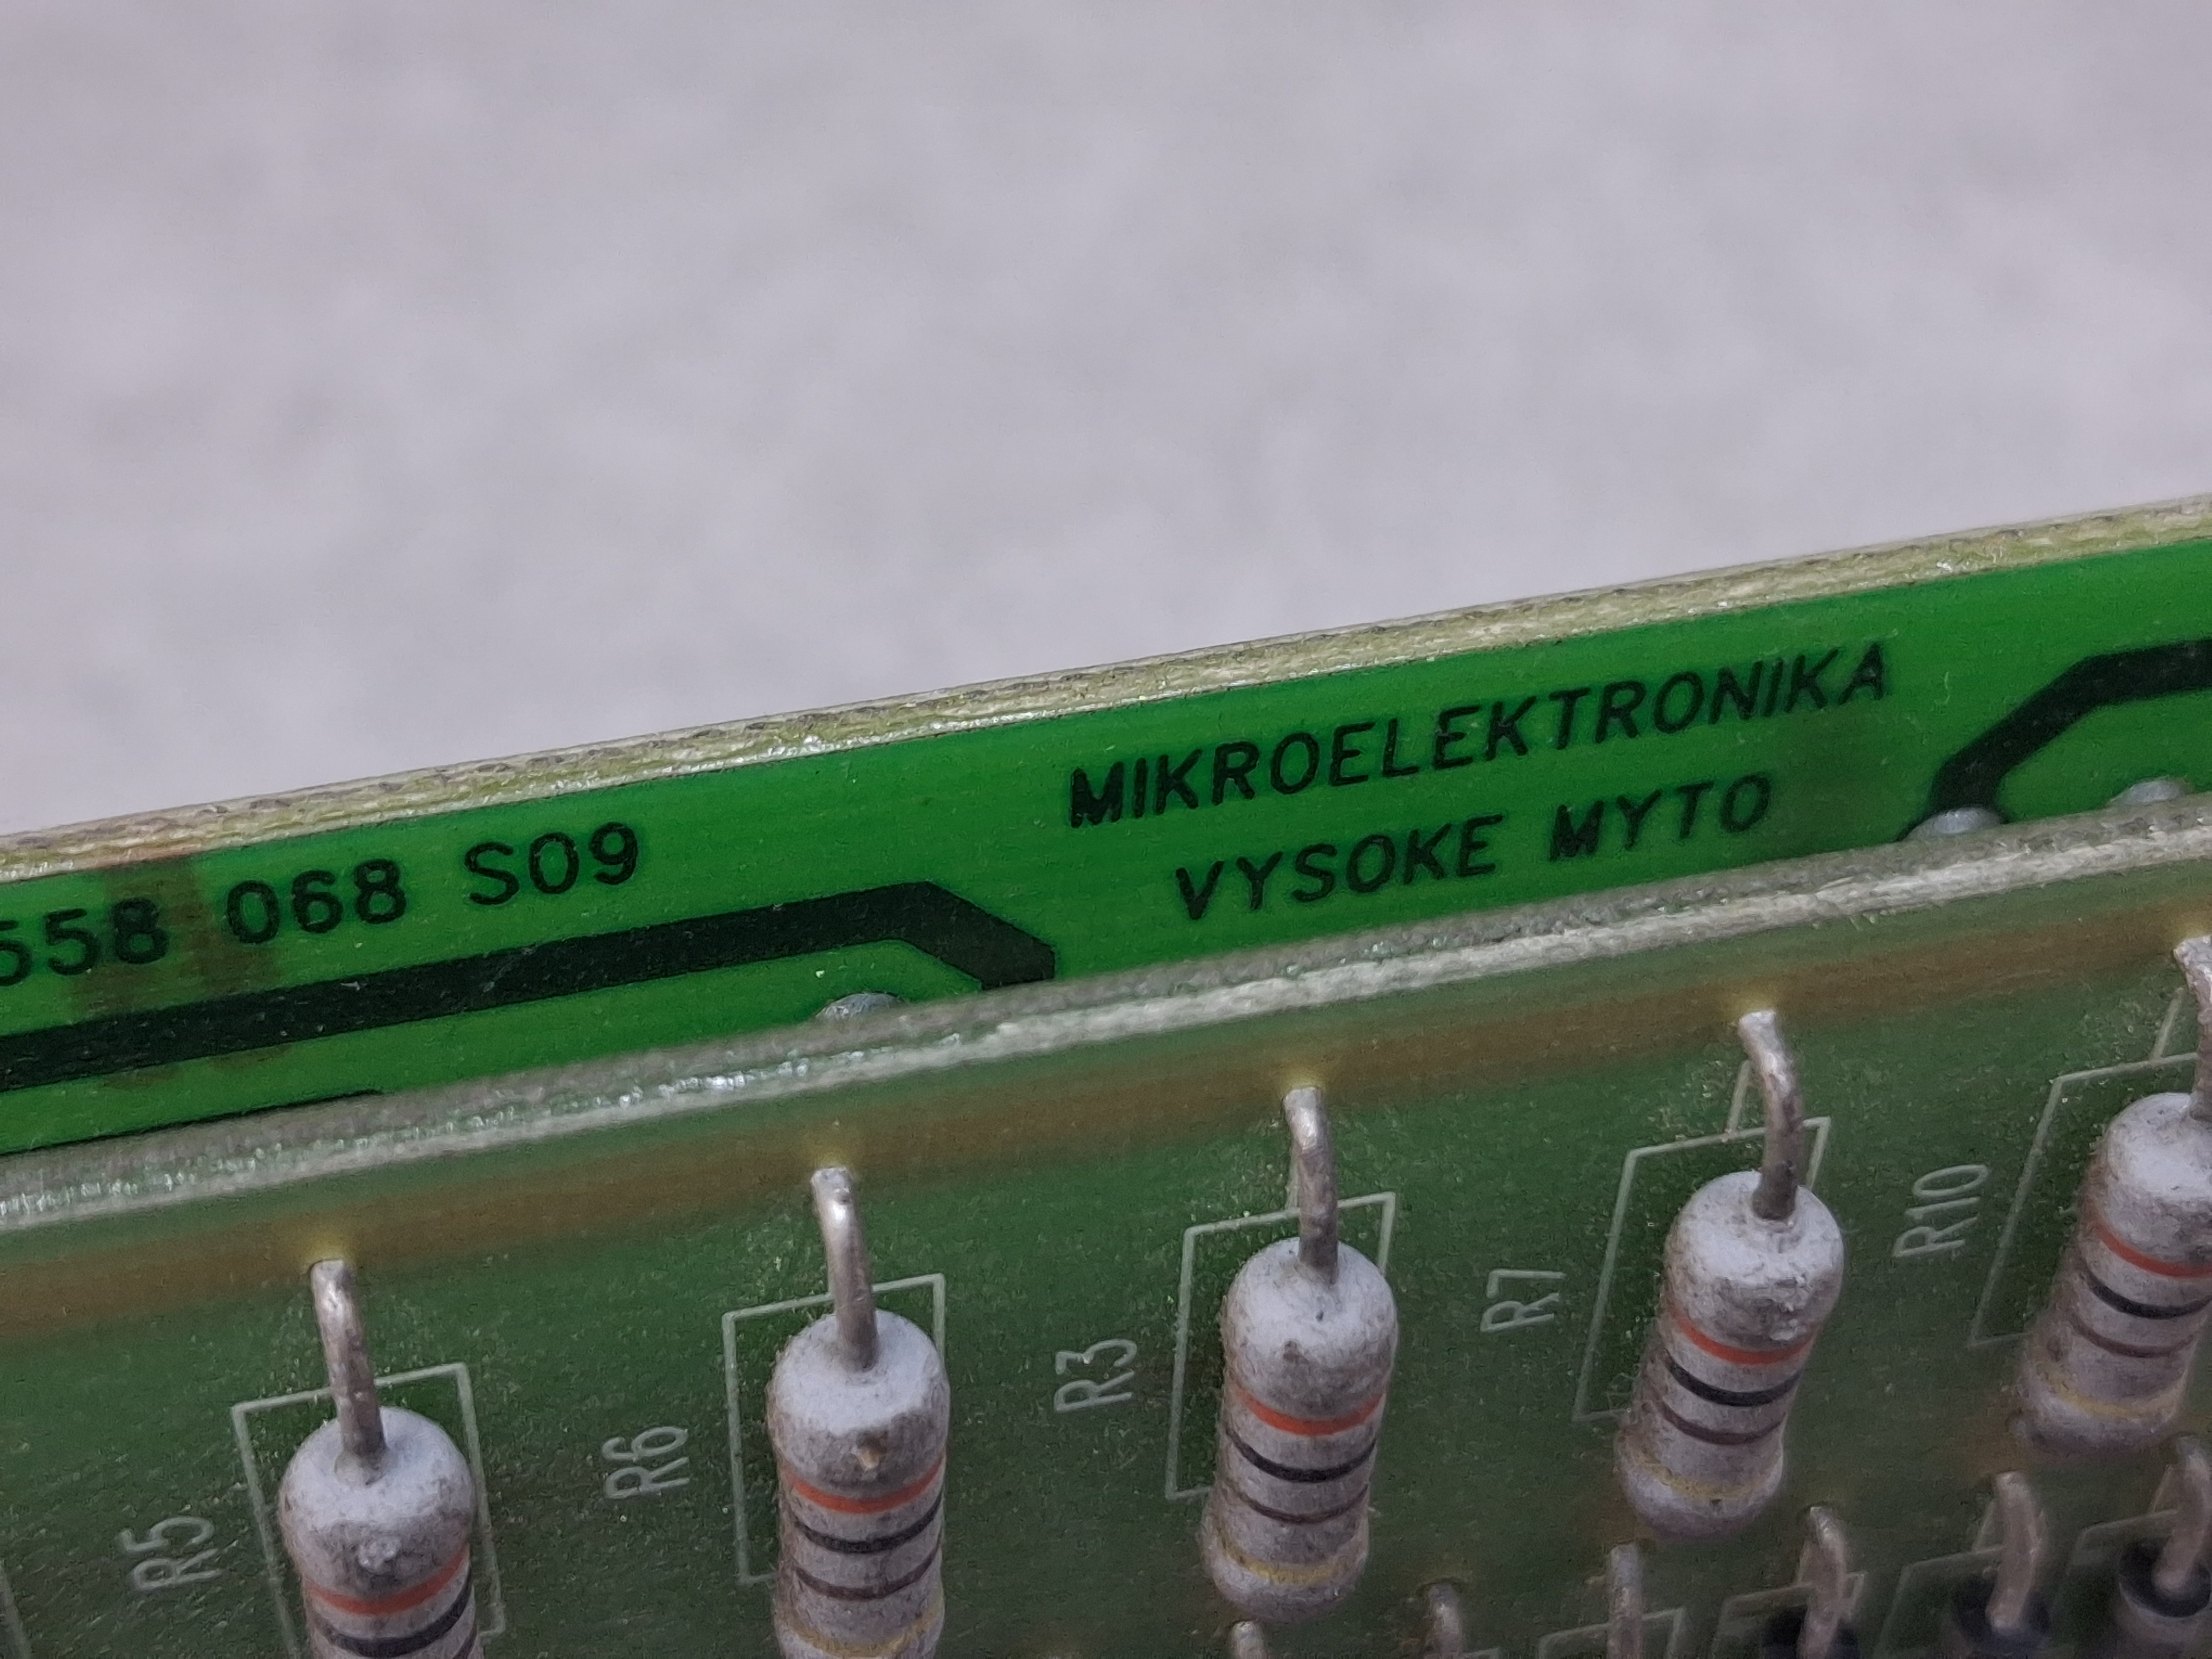 558 068 S09
MIKROELEKTRONIKA
VYSOKE MYTO
R5
R6
R3
R7
R10